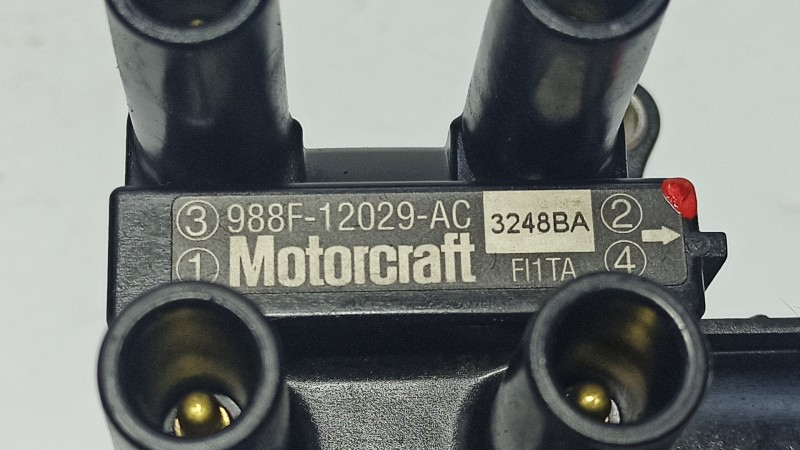 ③ 988F-12029-AC 3248BA ②
① Motorcraft FI1TA ④